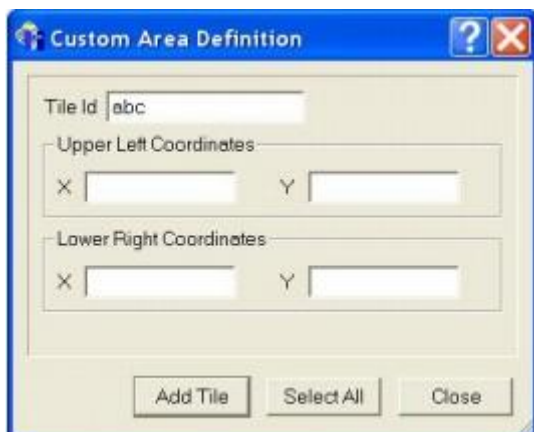 Custom Area Definition
Tile Id abc
Upper Left Coordinates
X Y
Lower Right Coordinates
X Y
Add Tile Select All Close